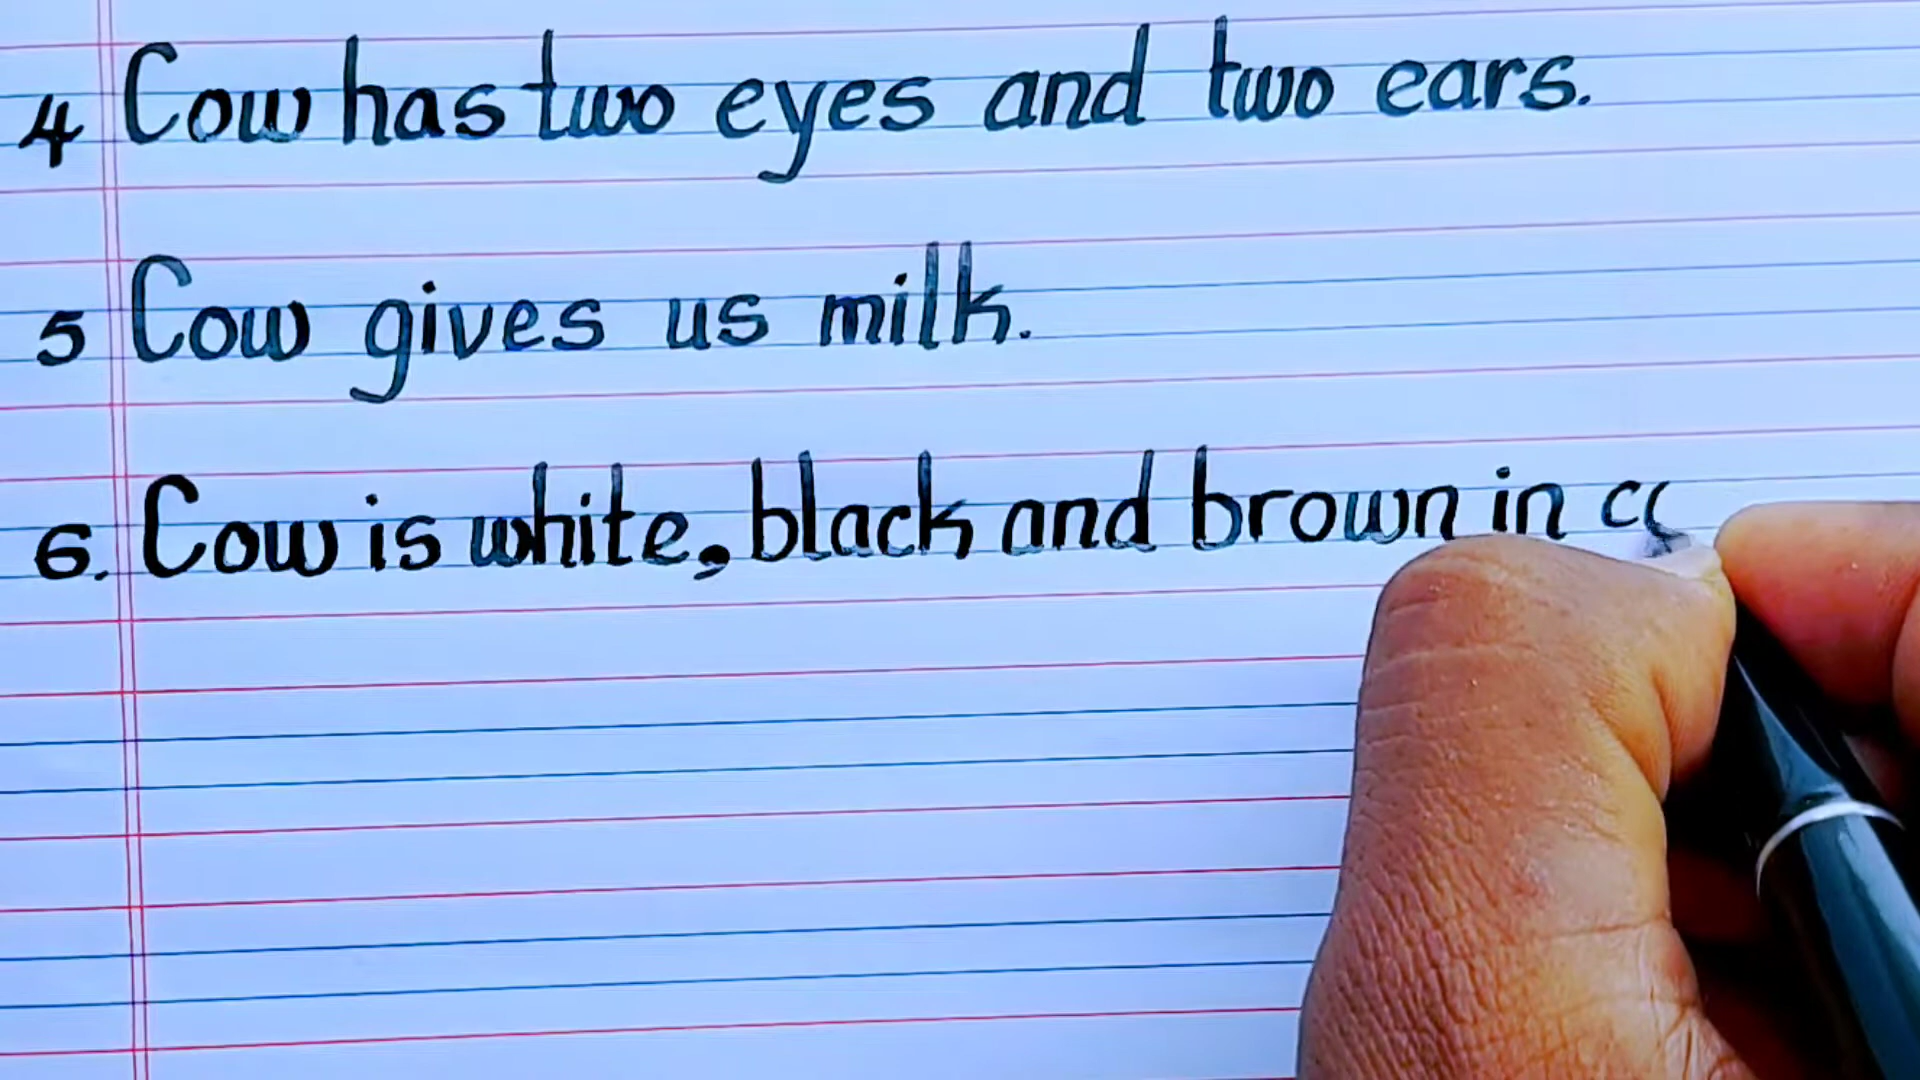 4 Cow has two eyes and two ears.
5 Cow gives us milk.
6. Cow is white, black and brown in